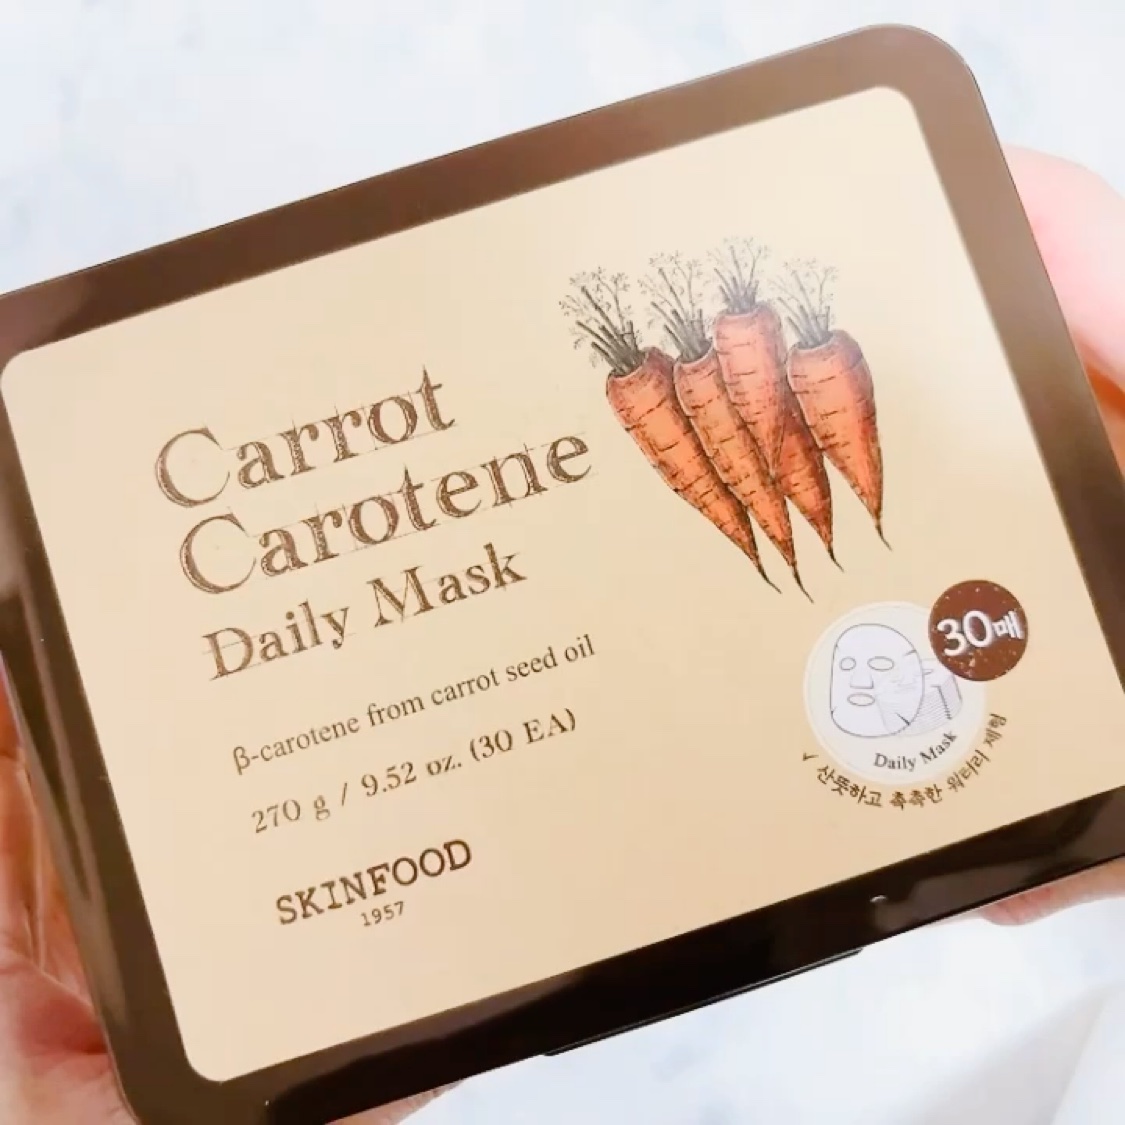 Carrot
Carotene
Daily Mask
β-carotene from carrot seed oil
270 g / 9.52 oz. (30 EA)
SKINFOOD
1957
30매
Daily Mask
✓ 산뜻하고 촉촉한 워터리 제형